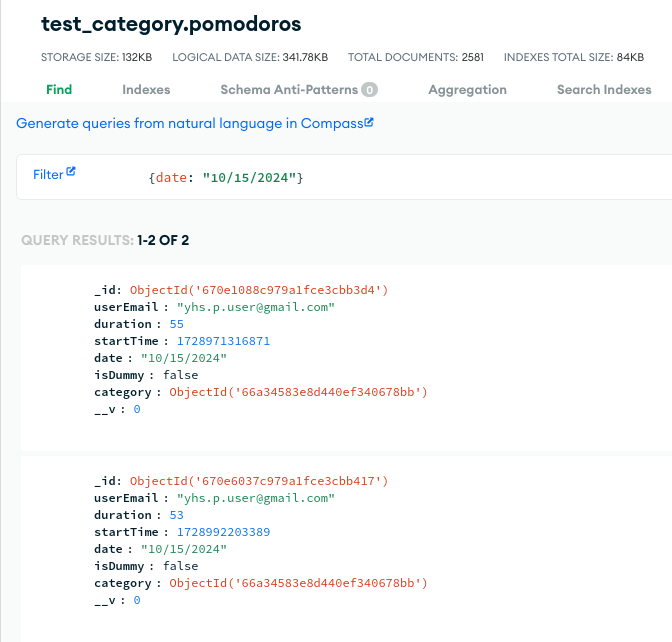 test_category.pomodoros
STORAGE SIZE: 132KB LOGICAL DATA SIZE: 341.78KB TOTAL DOCUMENTS: 2581 INDEXES TOTAL SIZE: 84KB
Find Indexes Schema Anti-Patterns 0 Aggregation Search Indexes
Generate queries from natural language in Compass
Filter {date: "10/15/2024"}
QUERY RESULTS: 1-2 OF 2
_id: ObjectId('670e1088c979a1fce3cbb3d4')
userEmail : "yhs.p.user@gmail.com"
duration : 55
startTime : 1728971316871
date : "10/15/2024"
isDummy : false
category : ObjectId('66a34583e8d440ef340678bb')
__v : 0
_id: ObjectId('670e6037c979a1fce3cbb417')
userEmail : "yhs.p.user@gmail.com"
duration : 53
startTime : 1728992203389
date : "10/15/2024"
isDummy : false
category : ObjectId('66a34583e8d440ef340678bb')
__v : 0